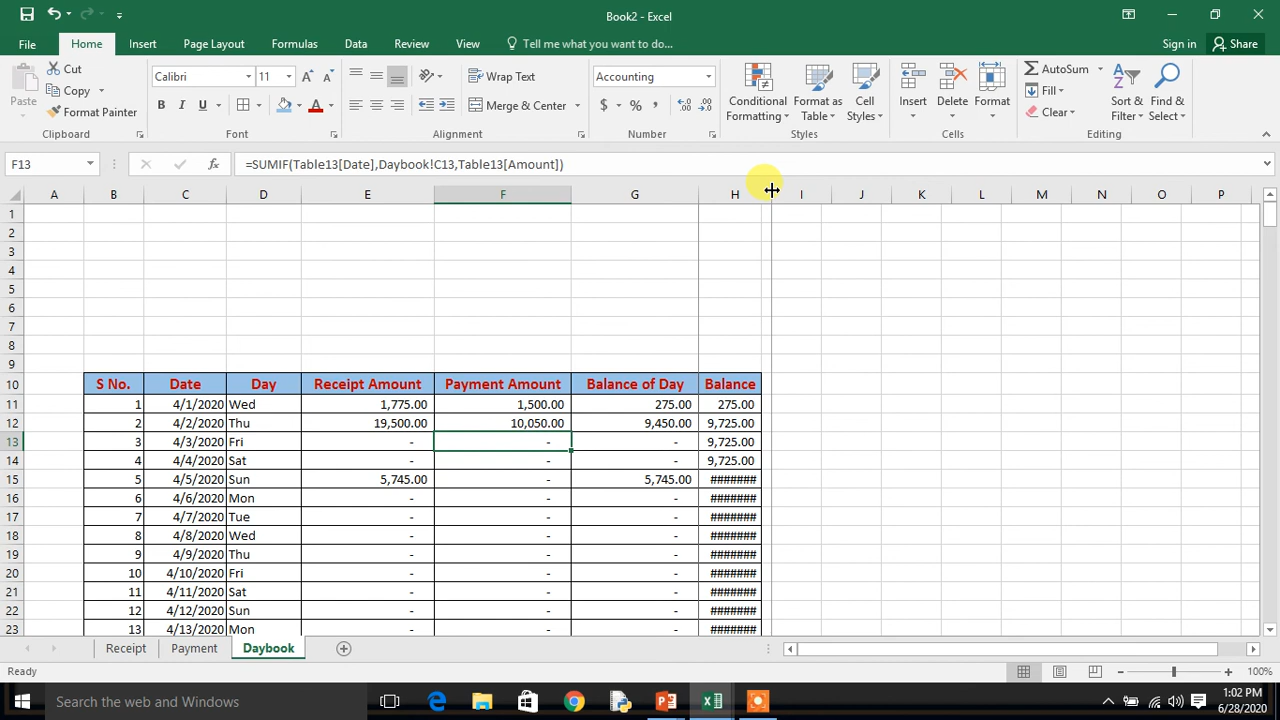 Book2 - Excel
File Home Insert Page Layout Formulas Data Review View Tell me what you want to do... Sign in Share
Paste Cut Copy Format Painter
Calibri 11 A A Wrap Text Accounting
B I U A Merge & Center $ % ,
Conditional Formatting Format as Table Cell Styles Insert Delete Format
AutoSum Fill Clear Sort & Filter Find & Select
Clipboard Font Alignment Number Styles Cells Editing
F13 fx =SUMIF(Table13[Date],Daybook!C13,Table13[Amount])
A B C D E F G H I J K L M N O P
1
2
3
4
5
6
7
8
9
10 S No. Date Day Receipt Amount Payment Amount Balance of Day Balance
11 1 4/1/2020 Wed 1,775.00 1,500.00 275.00 275.00
12 2 4/2/2020 Thu 19,500.00 10,050.00 9,450.00 9,725.00
13 3 4/3/2020 Fri - - - 9,725.00
14 4 4/4/2020 Sat - - - 9,725.00
15 5 4/5/2020 Sun 5,745.00 - 5,745.00 #######
16 6 4/6/2020 Mon - - - #######
17 7 4/7/2020 Tue - - - #######
18 8 4/8/2020 Wed - - - #######
19 9 4/9/2020 Thu - - - #######
20 10 4/10/2020 Fri - - - #######
21 11 4/11/2020 Sat - - - #######
22 12 4/12/2020 Sun - - - #######
23 13 4/13/2020 Mon - - - #######
Receipt Payment Daybook
Ready 100%
Search the web and Windows
1:02 PM
6/28/2020